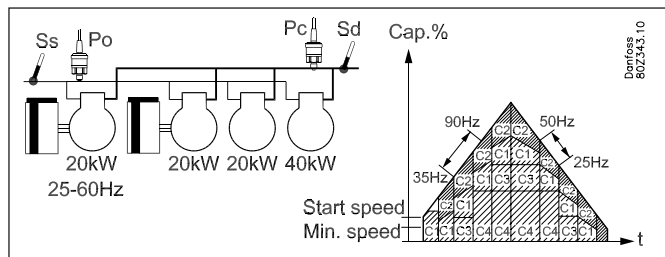 Ss
Po
Pc
Sd
20kW
20kW
20kW
40kW
25-60Hz
Cap.%
Danfoss
80Z343.10
90Hz
50Hz
35Hz
25Hz
C2 C2
C2 C1 C1 C2
C2 C1 C3 C3 C1 C2
C2 C1 C1 C2
Start speed
Min. speed
C1 C1 C3 C4 C4 C4 C4 C3 C1
t